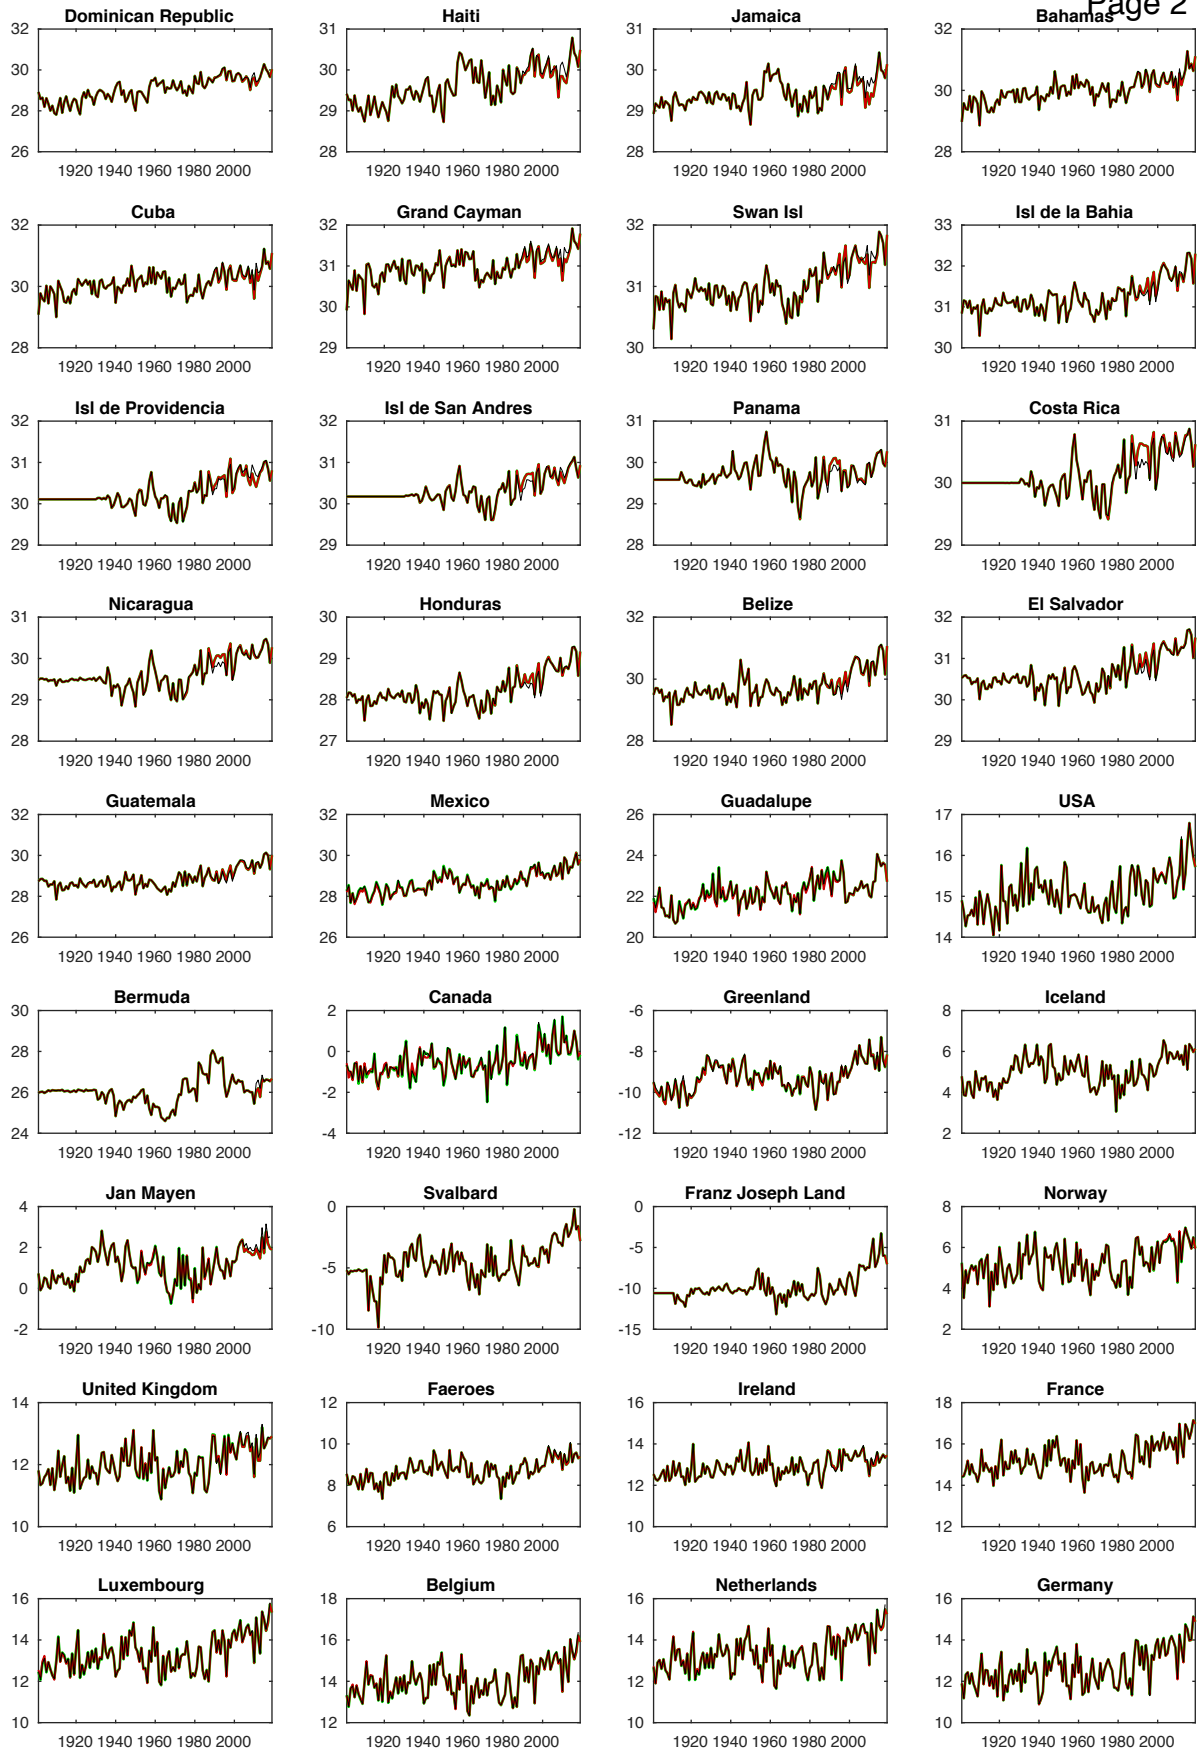 Page 2
Dominican Republic Haiti Jamaica Bahamas
32 31 31 32
30 30 30 30
28 29 29
26 28 28 28
1920 1940 1960 1980 2000 1920 1940 1960 1980 2000 1920 1940 1960 1980 2000 1920 1940 1960 1980 2000
Cuba Grand Cayman Swan Isl Isl de la Bahia
32 32 32 33
31 32
30 31
30 31
28 29 30 30
1920 1940 1960 1980 2000 1920 1940 1960 1980 2000 1920 1940 1960 1980 2000 1920 1940 1960 1980 2000
Isl de Providencia Isl de San Andres Panama Costa Rica
32 32 31 31
31 31 30
30
30 30 29
29 29 28 29
1920 1940 1960 1980 2000 1920 1940 1960 1980 2000 1920 1940 1960 1980 2000 1920 1940 1960 1980 2000
Nicaragua Honduras Belize El Salvador
31 30 32 32
30 29 31
30
29 28 30
28 27 28 29
1920 1940 1960 1980 2000 1920 1940 1960 1980 2000 1920 1940 1960 1980 2000 1920 1940 1960 1980 2000
Guatemala Mexico Guadalupe USA
32 32 26 17
30 30 24 16
28 28 22 15
26 26 20 14
1920 1940 1960 1980 2000 1920 1940 1960 1980 2000 1920 1940 1960 1980 2000 1920 1940 1960 1980 2000
Bermuda Canada Greenland Iceland
30 2 -6 8
28 0 -8 6
26 -2 -10 4
24 -4 -12 2
1920 1940 1960 1980 2000 1920 1940 1960 1980 2000 1920 1940 1960 1980 2000 1920 1940 1960 1980 2000
Jan Mayen Svalbard Franz Joseph Land Norway
4 0 0 8
2 -5 6
-5
0 -10 4
-2 -10 -15 2
1920 1940 1960 1980 2000 1920 1940 1960 1980 2000 1920 1940 1960 1980 2000 1920 1940 1960 1980 2000
United Kingdom Faeroes Ireland France
14 12 16 18
10 14 16
12
8 12 14
10 6 10 12
1920 1940 1960 1980 2000 1920 1940 1960 1980 2000 1920 1940 1960 1980 2000 1920 1940 1960 1980 2000
Luxembourg Belgium Netherlands Germany
16 18 16 16
14 16 14 14
12 14 12 12
10 12 10 10
1920 1940 1960 1980 2000 1920 1940 1960 1980 2000 1920 1940 1960 1980 2000 1920 1940 1960 1980 2000